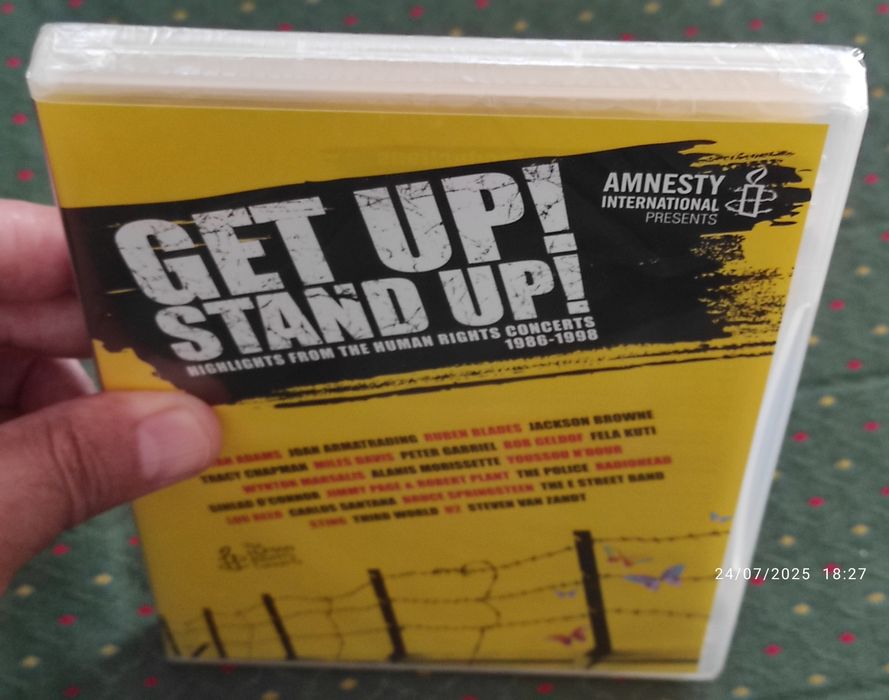 AMNESTY
INTERNATIONAL
PRESENTS
GET UP!
STAND UP!
HIGHLIGHTS FROM THE HUMAN RIGHTS CONCERTS
1986-1998
ADAMS JOAN ARMATRADING RUBEN BLADES JACKSON BROWNE
TRACY CHAPMAN MILES DAVIS PETER GABRIEL BOB GELDOF FELA KUTI
WYNTON MARSALIS ALANIS MORISSETTE YOUSSOU N'DOUR
SINEAD O'CONNOR JIMMY PAGE & ROBERT PLANT THE POLICE RADIOHEAD
LOU REED CARLOS SANTANA BRUCE SPRINGSTEEN THE E STREET BAND
STING THIRD WORLD U2 STEVEN VAN ZANDT
24/07/2025 18:27